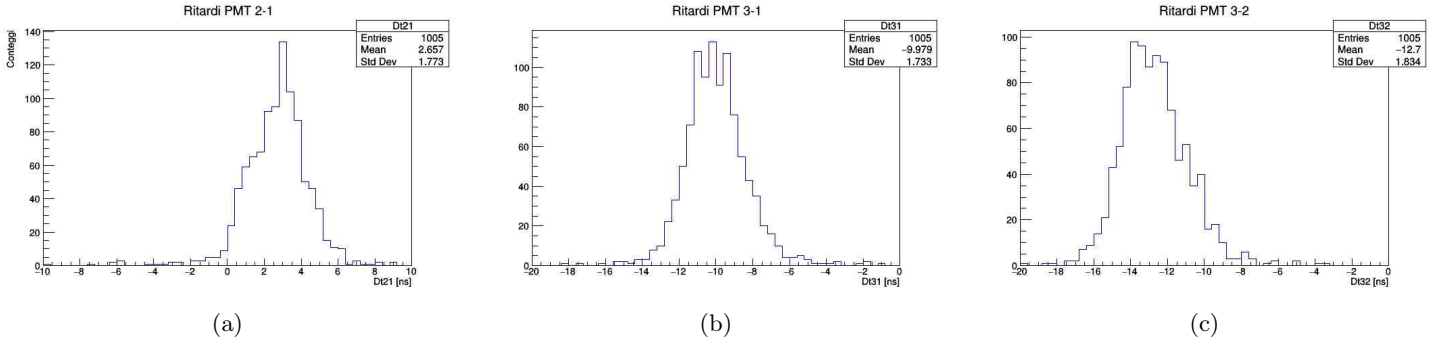 Ritardi PMT 2-1
Dt21
Entries 1005
Mean 2.657
Std Dev 1.773
Conteggi
140
120
100
80
60
40
20
0
−10 −8 −6 −4 −2 0 2 4 6 8 10
Dt21 [ns]
(a)
Ritardi PMT 3-1
Dt31
Entries 1005
Mean −9.979
Std Dev 1.733
100
80
60
40
20
0
−20 −18 −16 −14 −12 −10 −8 −6 −4 −2 0
Dt31 [ns]
(b)
Ritardi PMT 3-2
Dt32
Entries 1005
Mean −12.7
Std Dev 1.834
100
80
60
40
20
0
−20 −18 −16 −14 −12 −10 −8 −6 −4 −2 0
Dt32 [ns]
(c)